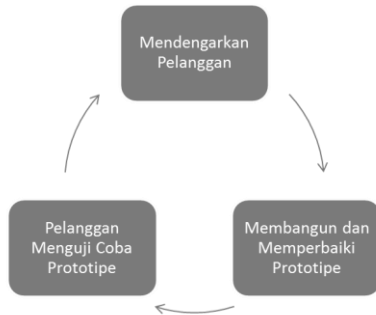 Mendengarkan
Pelanggan
Membangun dan
Memperbaiki
Prototipe
Pelanggan
Menguji Coba
Prototipe